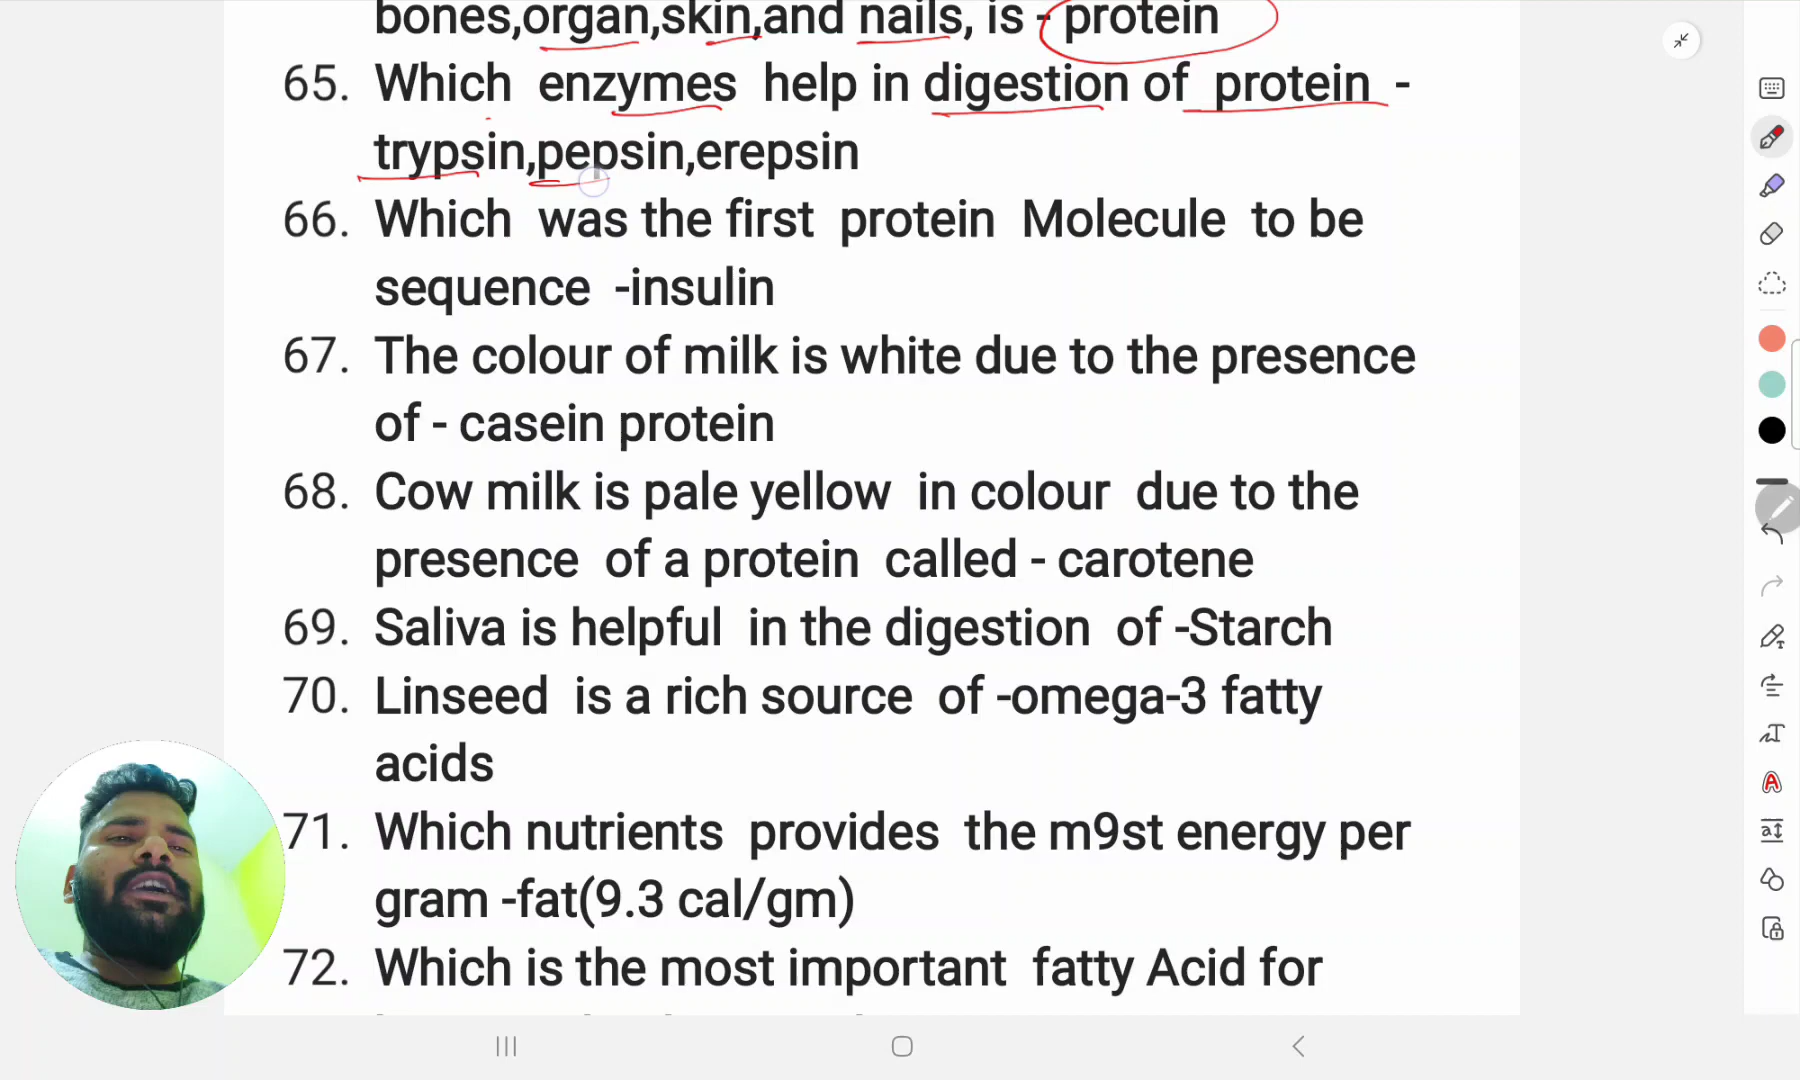 bones,organ,skin,and nails, is - protein
65. Which enzymes help in digestion of protein -
trypsin,pepsin,erepsin
66. Which was the first protein Molecule to be
sequence -insulin
67. The colour of milk is white due to the presence
of - casein protein
68. Cow milk is pale yellow in colour due to the
presence of a protein called - carotene
69. Saliva is helpful in the digestion of -Starch
70. Linseed is a rich source of -omega-3 fatty
acids
71. Which nutrients provides the m9st energy per
gram -fat(9.3 cal/gm)
72. Which is the most important fatty Acid for